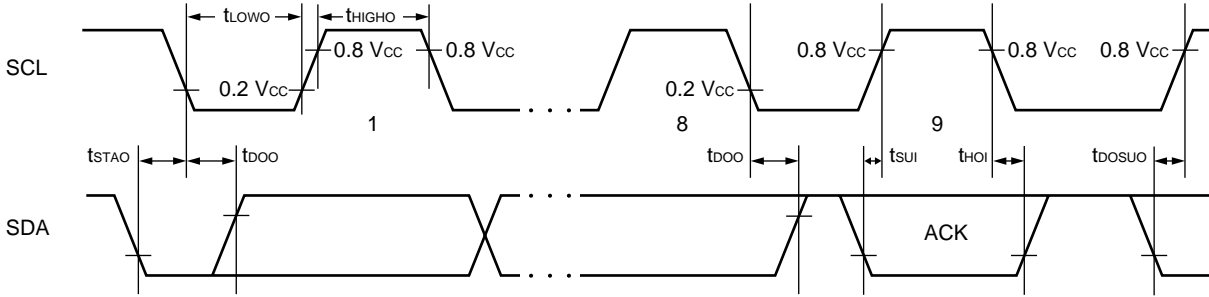 tLOWO tHIGHO
SCL 0.2 VCC 0.8 VCC 0.8 VCC 0.2 VCC 0.8 VCC 0.8 VCC 0.8 VCC
1 8 9
tSTAO tDOO tDOO tSUI tHOI tDOSUO
SDA ACK